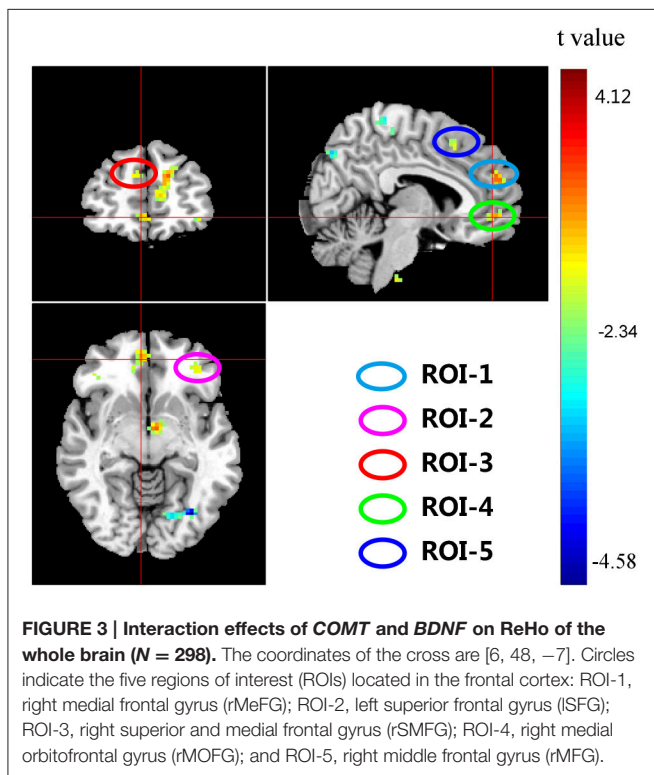 t value
4.12
-2.34
-4.58
ROI-1
ROI-2
ROI-3
ROI-4
ROI-5
FIGURE 3 | Interaction effects of COMT and BDNF on ReHo of the
whole brain (N = 298). The coordinates of the cross are [6, 48, −7]. Circles
indicate the five regions of interest (ROIs) located in the frontal cortex: ROI-1,
right medial frontal gyrus (rMeFG); ROI-2, left superior frontal gyrus (lSFG);
ROI-3, right superior and medial frontal gyrus (rSMFG); ROI-4, right medial
orbitofrontal gyrus (rMOFG); and ROI-5, right middle frontal gyrus (rMFG).